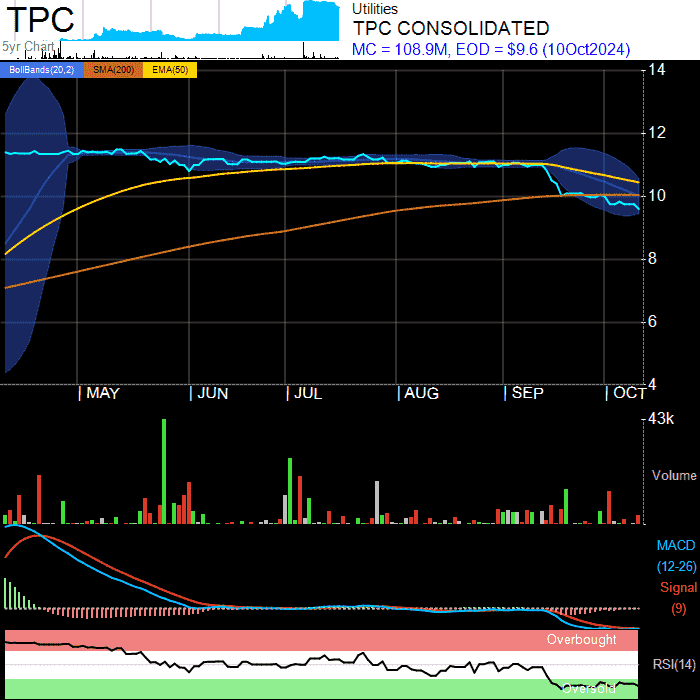 TPC
5yr Chart
Utilities
TPC CONSOLIDATED
MC = 108.9M, EOD = $9.6 (10Oct2024)
BollBands(20,2) SMA(200) EMA(50)
14
12
10
8
6
4
| MAY | JUN | JUL | AUG | SEP | OCT
43k
Volume
MACD
(12-26)
Signal
(9)
Overbought
RSI(14)
Oversold